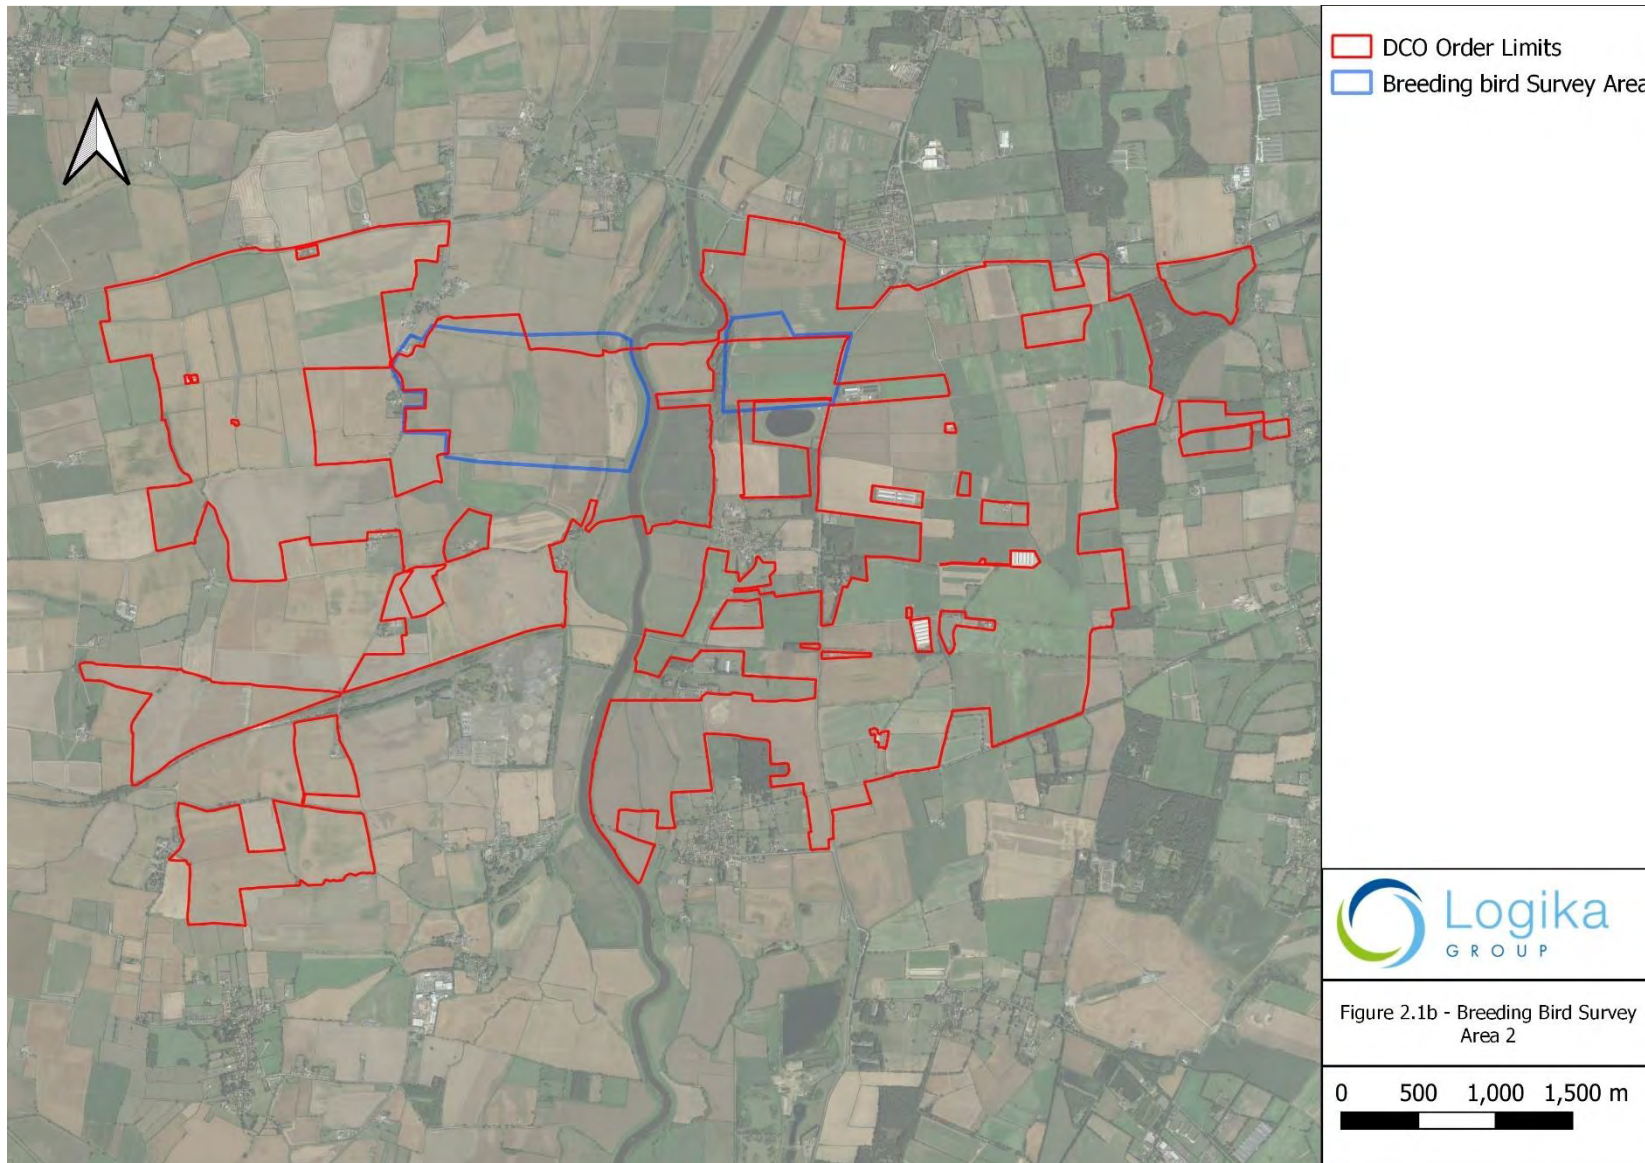 DCO Order Limits
Breeding bird Survey Area
Logika
GROUP
Figure 2.1b - Breeding Bird Survey
Area 2
0 500 1,000 1,500 m